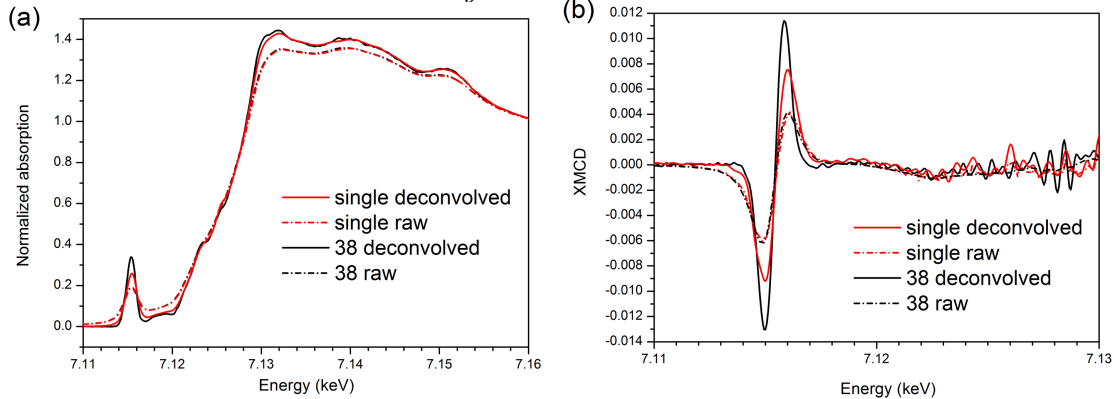 (a)
Normalized absorption
1.4
1.2
1.0
0.8
0.6
0.4
0.2
0.0
single deconvolved
single raw
38 deconvolved
38 raw
7.11 7.12 7.13 7.14 7.15 7.16
Energy (keV)
(b)
XMCD
0.012
0.010
0.008
0.006
0.004
0.002
0.000
-0.002
-0.004
-0.006
-0.008
-0.010
-0.012
-0.014
single deconvolved
single raw
38 deconvolved
38 raw
7.11 7.12 7.13
Energy (keV)